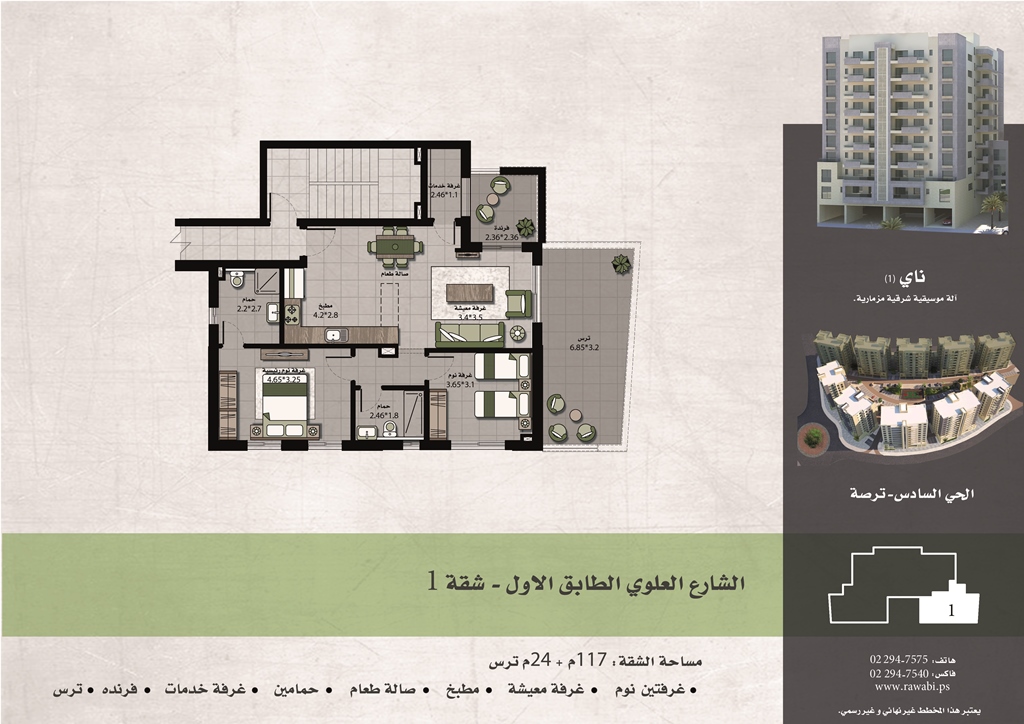 غرفة خدمات
2.46*1.1
فرندة
2.36*2.36
صالة طعام
حمام
2.2*2.7
مطبخ
4.2*2.8
غرفة معيشة
3.4*3.5
ترس
6.85*3.2
غرفة نوم رئيسية
4.65*3.25
غرفة نوم
3.65*3.1
حمام
2.46*1.8
ناي (1)
آلة موسيقية شرقية مزمارية.
الحي السادس-ترصة
1
الشارع العلوي الطابق الاول - شقة 1
مساحة الشقة: 117م + 24م ترس
• غرفتين نوم • غرفة معيشة • مطبخ • صالة طعام • حمامين • غرفة خدمات • فرنده • ترس
هاتف: 02 294-7575
فاكس: 02 294-7540
www.rawabi.ps
يعتبر هذا المخطط غير نهائي و غير رسمي.